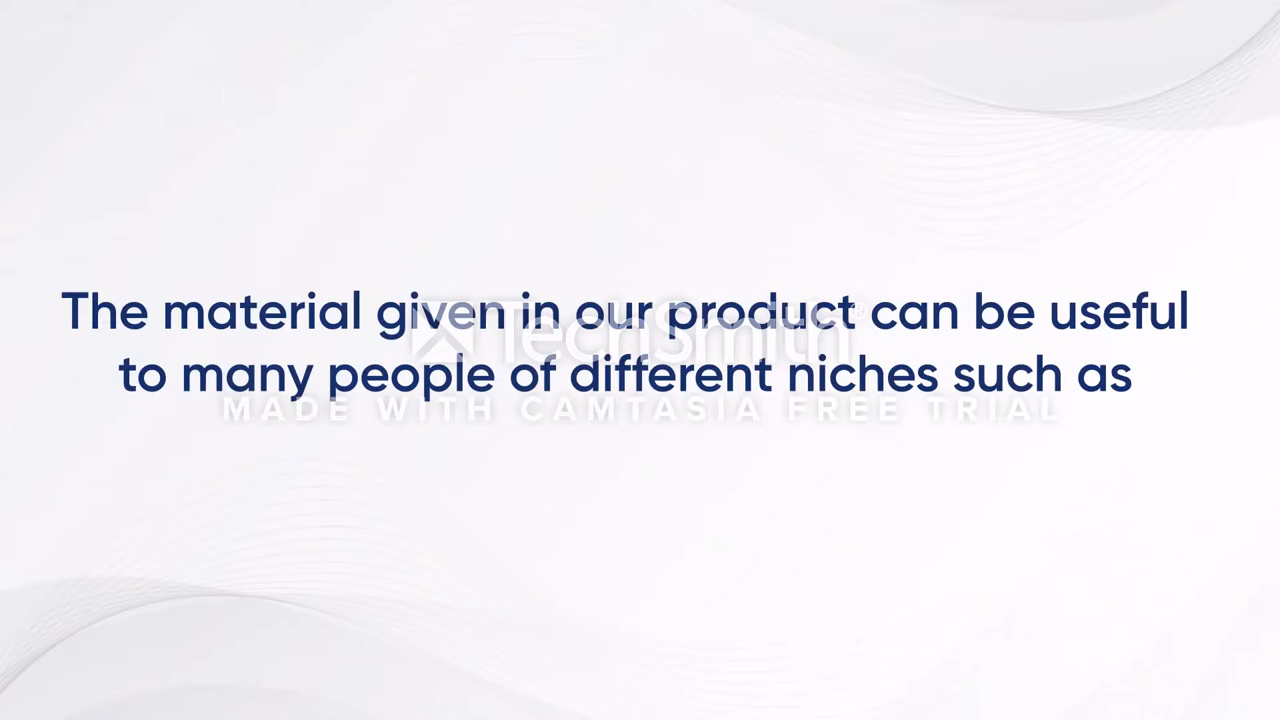 The material given in our product can be useful
to many people of different niches such as
TechSmith®
MADE WITH CAMTASIA FREE TRIAL